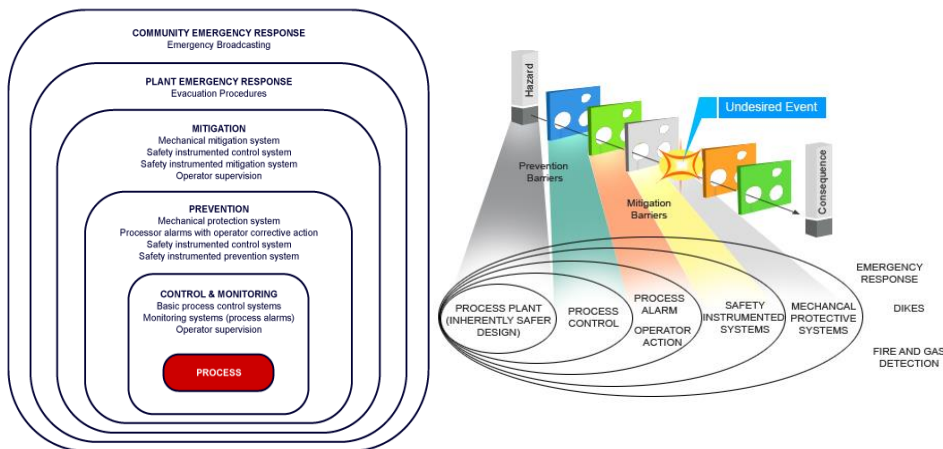 COMMUNITY EMERGENCY RESPONSE
Emergency Broadcasting
PLANT EMERGENCY RESPONSE
Evacuation Procedures
MITIGATION
Mechanical mitigation system
Safety instrumented control system
Safety instrumented mitigation system
Operator supervision
PREVENTION
Mechanical protection system
Processor alarms with operator corrective action
Safety instrumented control system
Safety instrumented prevention system
CONTROL & MONITORING
Basic process control systems
Monitoring systems (process alarms)
Operator supervision
PROCESS
Hazard
Undesired Event
Prevention
Barriers
Mitigation
Barriers
Consequence
PROCESS PLANT
(INHERENTLY SAFER
DESIGN)
PROCESS
CONTROL
PROCESS
ALARM
OPERATOR
ACTION
SAFETY
INSTRUMENTED
SYSTEMS
MECHANCAL
PROTECTIVE
SYSTEMS
EMERGENCY
RESPONSE
DIKES
FIRE AND GAS
DETECTION